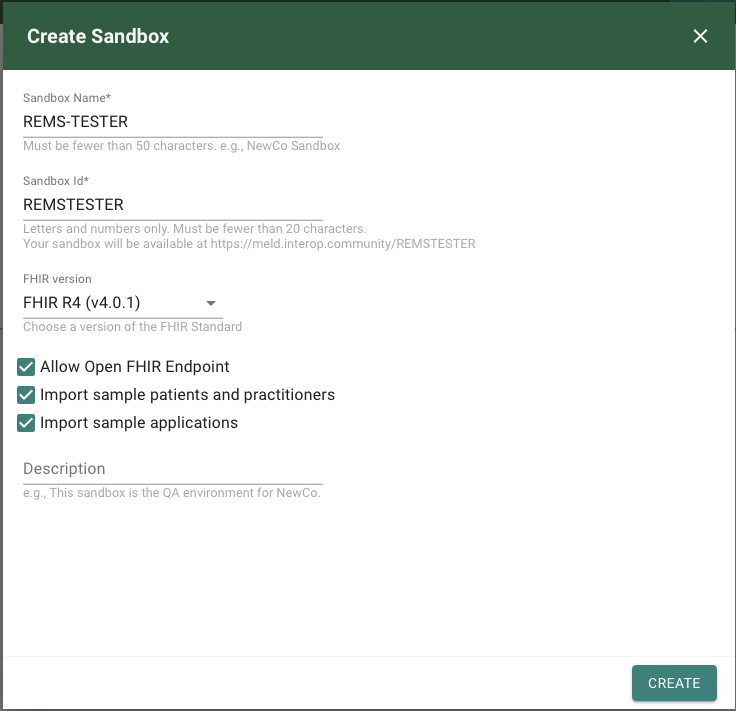 Create Sandbox
Sandbox Name*
REMS-TESTER
Must be fewer than 50 characters. e.g., NewCo Sandbox
Sandbox Id*
REMSTESTER
Letters and numbers only. Must be fewer than 20 characters.
Your sandbox will be available at https://meld.interop.community/REMSTESTER
FHIR version
FHIR R4 (v4.0.1)
Choose a version of the FHIR Standard
Allow Open FHIR Endpoint
Import sample patients and practitioners
Import sample applications
Description
e.g., This sandbox is the QA environment for NewCo.
CREATE